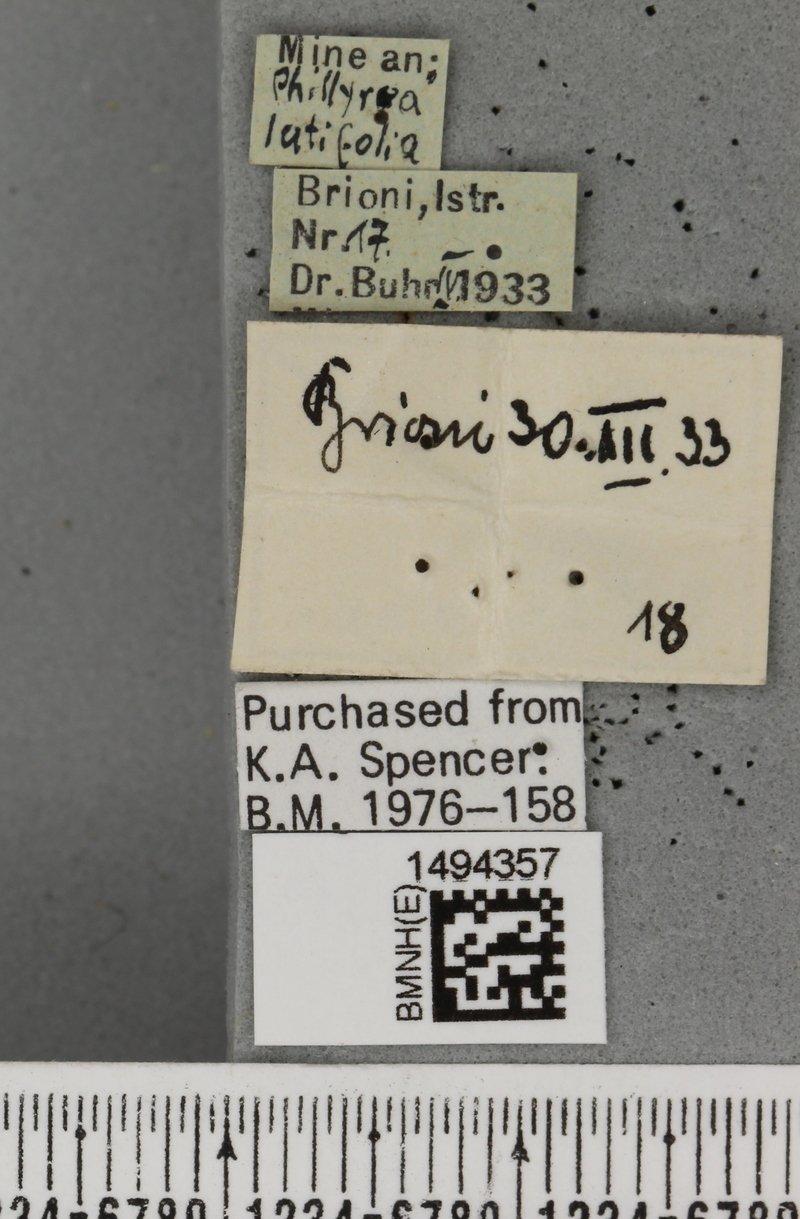 Mine an:
Phillyrea
latifolia
Brioni, Istr.
Nr. 17
Dr. Buhr 1933
Brioni 30. III. 33
18
Purchased from
K.A. Spencer:
B.M. 1976–158
1494357
BMNH(E)